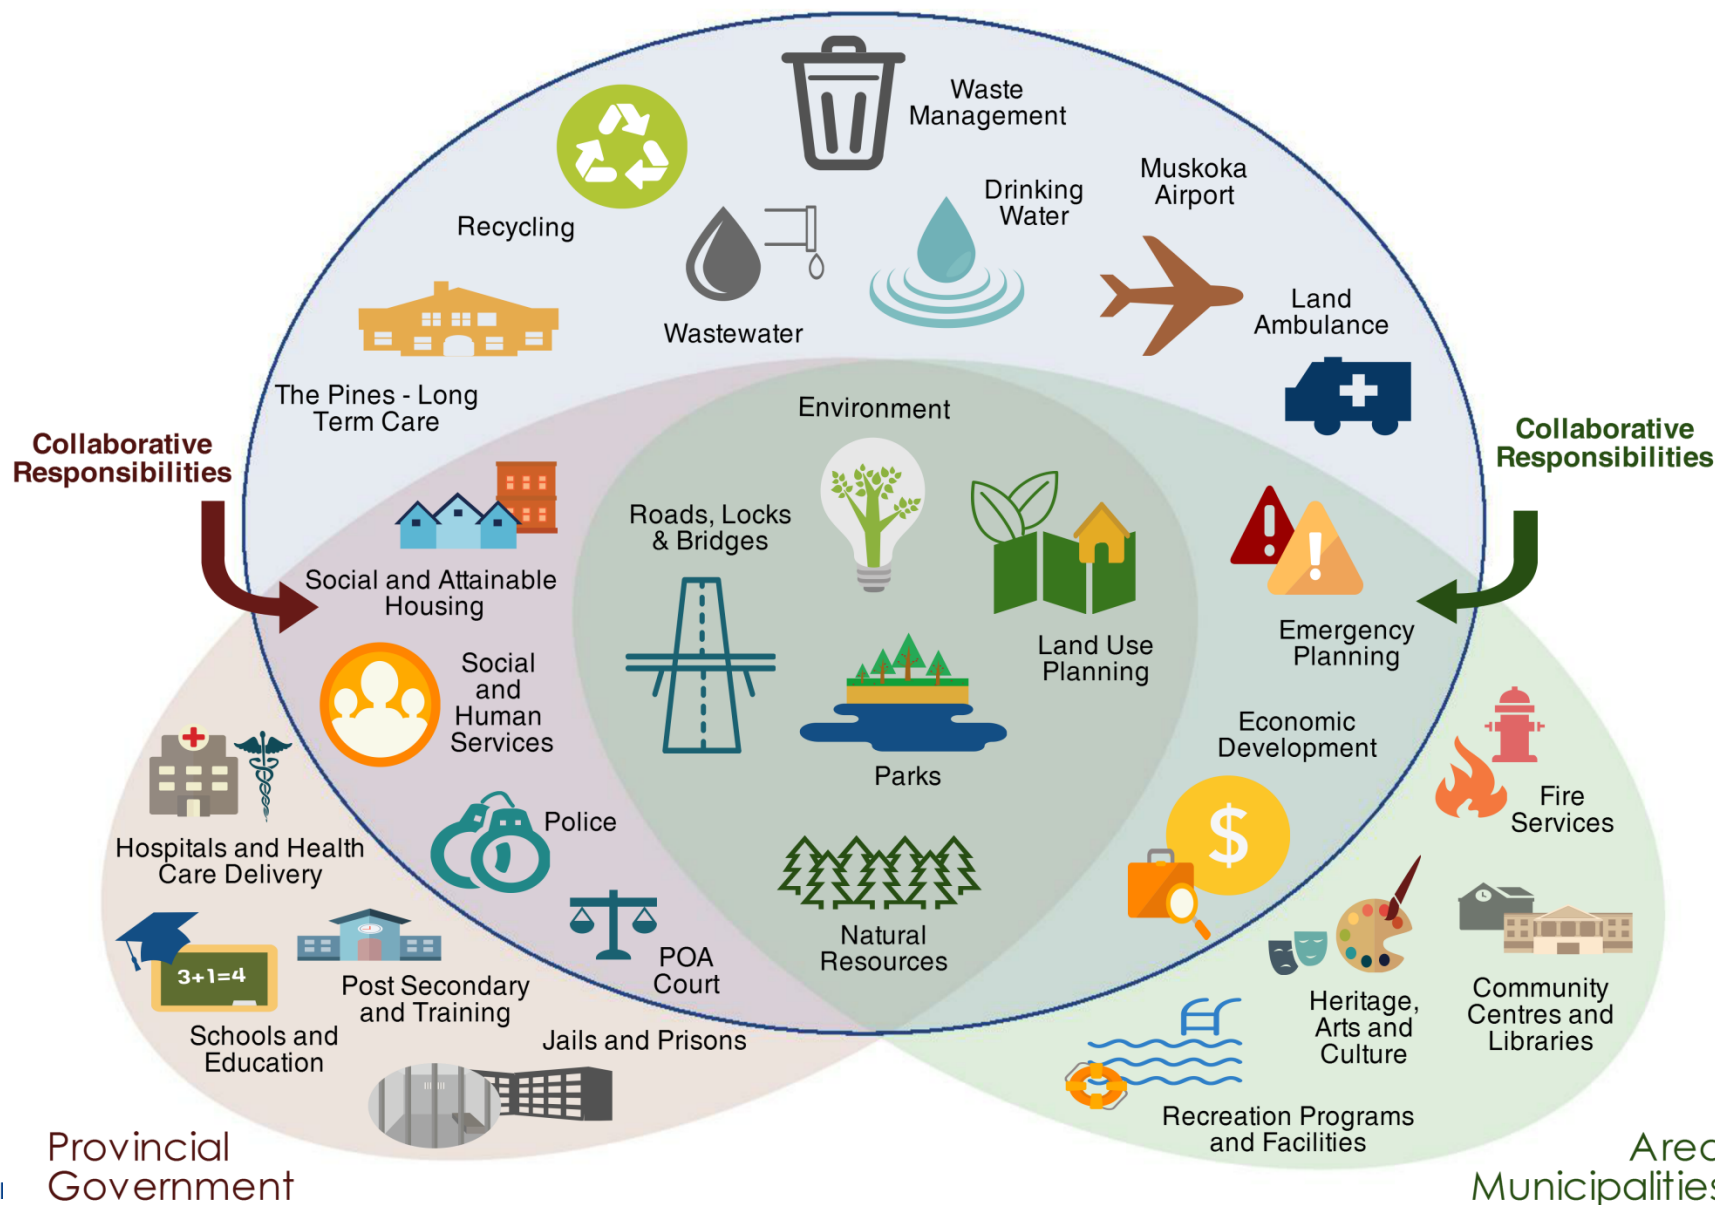 Waste
Management
Recycling
Drinking
Water
Muskoka
Airport
Wastewater
Land
Ambulance
The Pines - Long
Term Care
Environment
Collaborative
Responsibilities
Collaborative
Responsibilities
Roads, Locks
& Bridges
Social and Attainable
Housing
Land Use
Planning
Emergency
Planning
Social
and
Human
Services
Economic
Development
Parks
Police
Fire
Services
Hospitals and Health
Care Delivery
$
3+1=4
Natural
Resources
POA
Court
Post Secondary
and Training
Heritage,
Arts and
Culture
Community
Centres and
Libraries
Schools and
Education
Jails and Prisons
Recreation Programs
and Facilities
Provincial
Government
Area
Municipalities